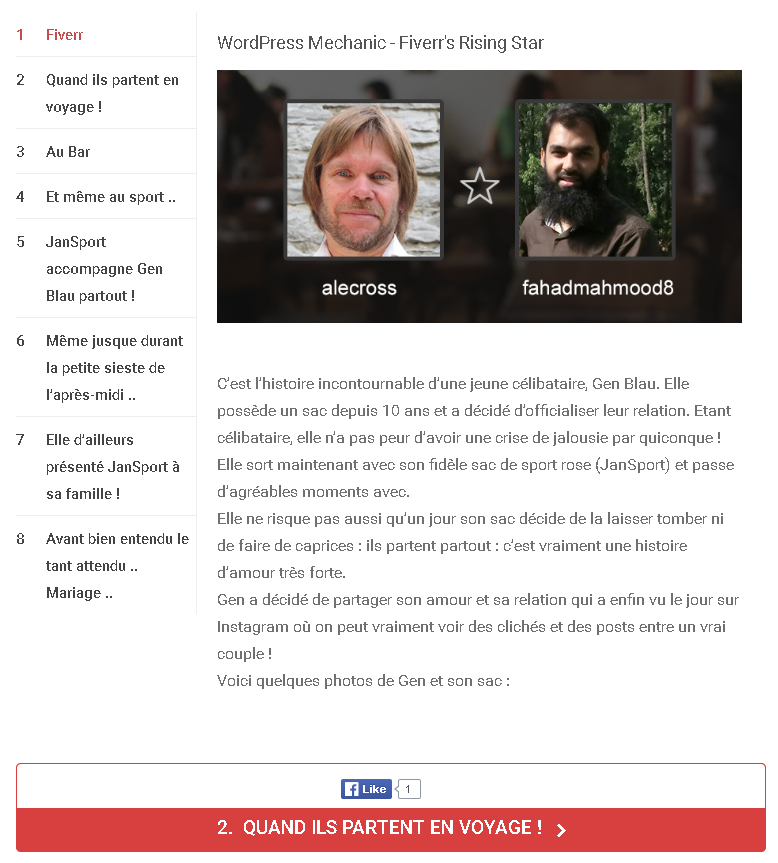 1 Fiverr
2 Quand ils partent en
voyage !
3 Au Bar
4 Et même au sport ..
5 JanSport
accompagne Gen
Blau partout !
6 Même jusque durant
la petite sieste de
l'après-midi ..
7 Elle d'ailleurs
présenté JanSport à
sa famille !
8 Avant bien entendu le
tant attendu ..
Mariage ..
WordPress Mechanic - Fiverr's Rising Star
alecross
fahadmahmood8
C'est l'histoire incontournable d'une jeune célibataire, Gen Blau. Elle
possède un sac depuis 10 ans et a décidé d'officialiser leur relation. Etant
célibataire, elle n'a pas peur d'avoir une crise de jalousie par quiconque !
Elle sort maintenant avec son fidèle sac de sport rose (JanSport) et passe
d'agréables moments avec.
Elle ne risque pas aussi qu'un jour son sac décide de la laisser tomber ni
de faire de caprices : ils partent partout : c'est vraiment une histoire
d'amour très forte.
Gen a décidé de partager son amour et sa relation qui a enfin vu le jour sur
Instagram où on peut vraiment voir des clichés et des posts entre un vrai
couple !
Voici quelques photos de Gen et son sac :
Like 1
2. QUAND ILS PARTENT EN VOYAGE !